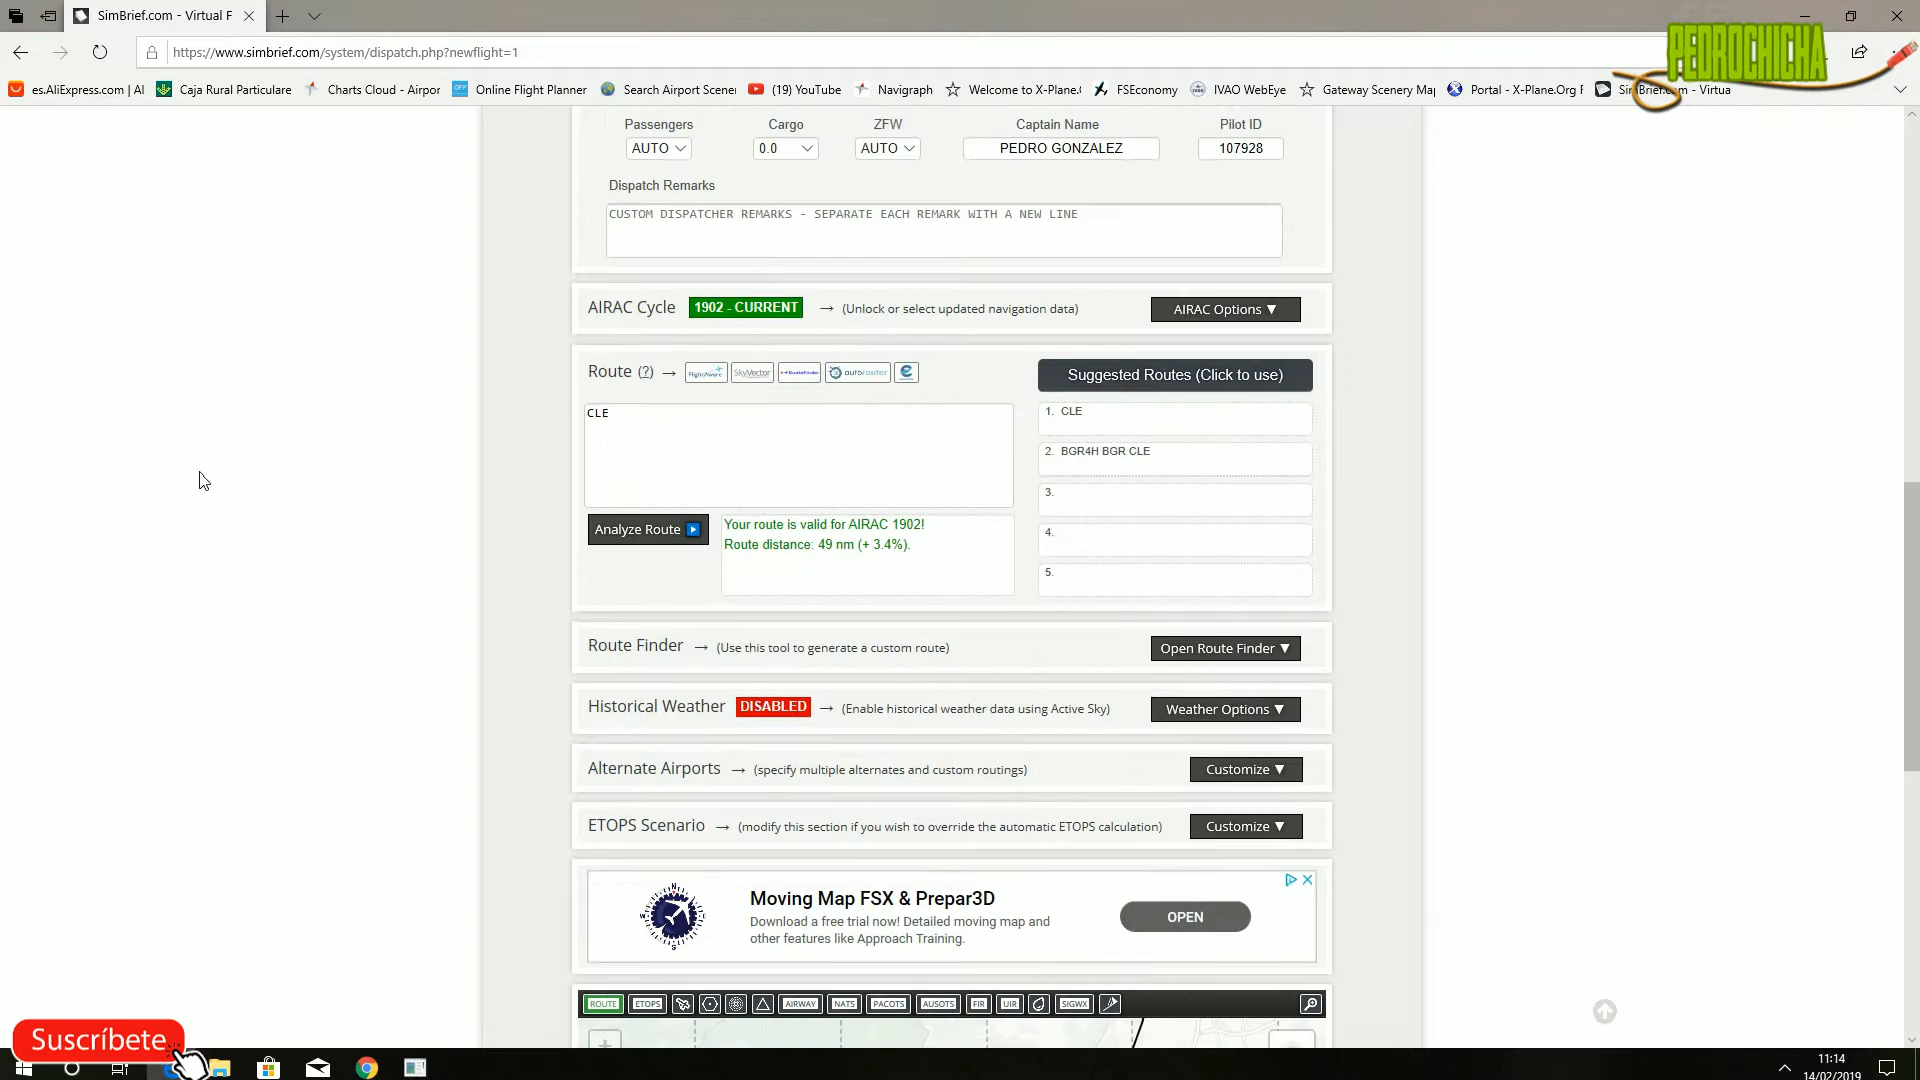 SimBrief.com - Virtual F
https://www.simbrief.com/system/dispatch.php?newflight=1
PEDROCHICHA
es.AliExpress.com | Al
Caja Rural Particulare
Charts Cloud - Airpor
Online Flight Planner
Search Airport Scener
(19) YouTube
Navigraph
Welcome to X-Plane.(
FSEconomy
IVAO WebEye
Gateway Scenery Map
Portal - X-Plane.Org F
SimBrief.com - Virtua
Passengers Cargo ZFW Captain Name Pilot ID
AUTO 0.0 AUTO PEDRO GONZALEZ 107928
Dispatch Remarks
CUSTOM DISPATCHER REMARKS - SEPARATE EACH REMARK WITH A NEW LINE
AIRAC Cycle 1902 - CURRENT → (Unlock or select updated navigation data) AIRAC Options ▼
Route (?) → FlightAware SkyVector RouteFinder autorouter
Suggested Routes (Click to use)
CLE
1. CLE
2. BGR4H BGR CLE
3.
4.
5.
Analyze Route
Your route is valid for AIRAC 1902!
Route distance: 49 nm (+ 3.4%).
Route Finder → (Use this tool to generate a custom route) Open Route Finder ▼
Historical Weather DISABLED → (Enable historical weather data using Active Sky) Weather Options ▼
Alternate Airports → (specify multiple alternates and custom routings) Customize ▼
ETOPS Scenario → (modify this section if you wish to override the automatic ETOPS calculation) Customize ▼
Moving Map FSX & Prepar3D
Download a free trial now! Detailed moving map and
other features like Approach Training.
OPEN
ROUTE ETOPS AIRWAY NATS PACOTS AUSOTS FIR UIR SIGWX
Suscríbete
11:14
14/02/2019